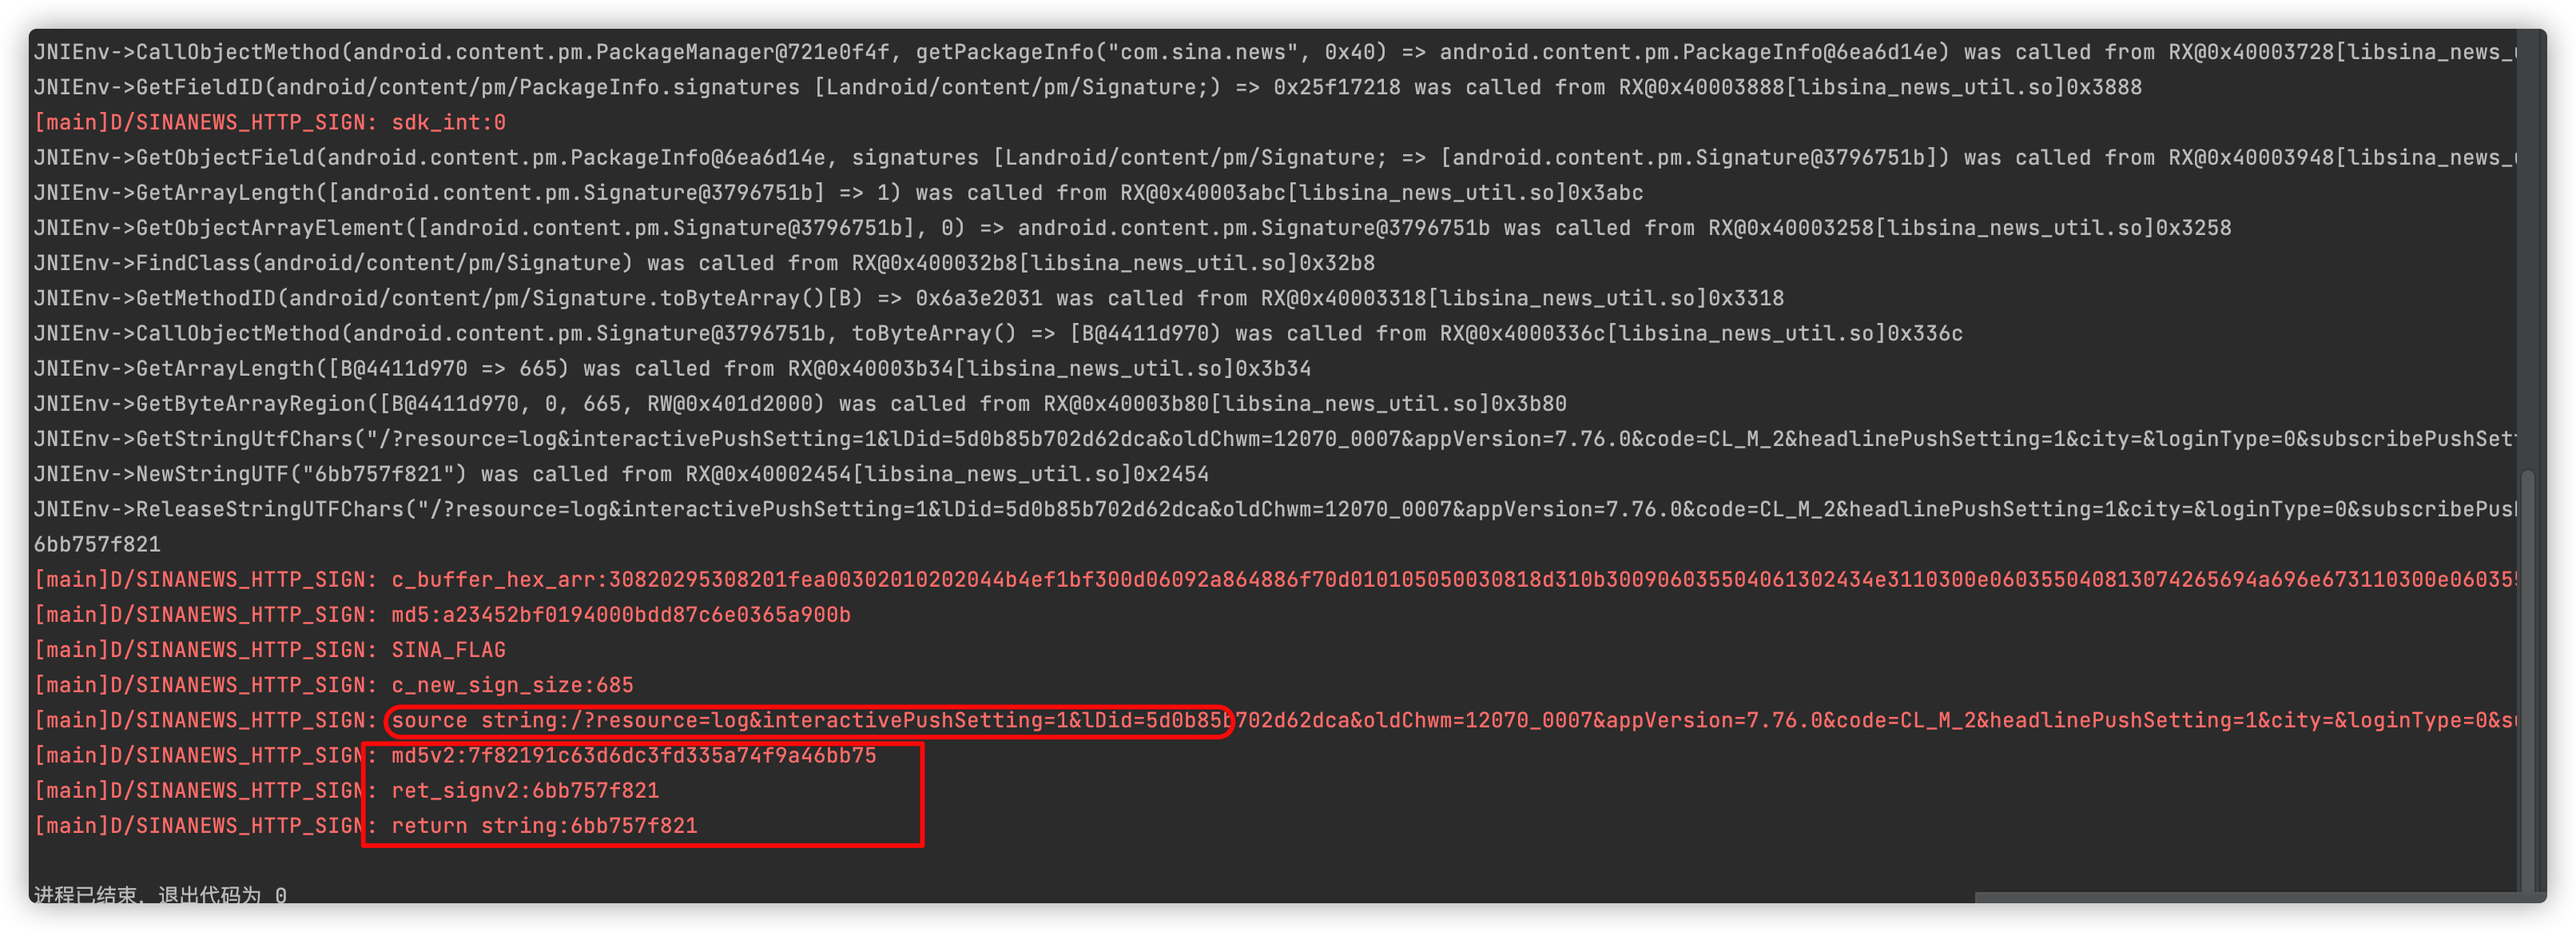 JNIEnv->CallObjectMethod(android.content.pm.PackageManager@721e0f4f, getPackageInfo("com.sina.news", 0x40) => android.content.pm.PackageInfo@6ea6d14e) was called from RX@0x40003728[libsina_news_u
JNIEnv->GetFieldID(android/content/pm/PackageInfo.signatures [Landroid/content/pm/Signature;) => 0x25f17218 was called from RX@0x40003888[libsina_news_util.so]0x3888
[main]D/SINANEWS_HTTP_SIGN: sdk_int:0
JNIEnv->GetObjectField(android.content.pm.PackageInfo@6ea6d14e, signatures [Landroid/content/pm/Signature; => [android.content.pm.Signature@3796751b]) was called from RX@0x40003948[libsina_news_u
JNIEnv->GetArrayLength([android.content.pm.Signature@3796751b] => 1) was called from RX@0x40003abc[libsina_news_util.so]0x3abc
JNIEnv->GetObjectArrayElement([android.content.pm.Signature@3796751b], 0) => android.content.pm.Signature@3796751b was called from RX@0x40003258[libsina_news_util.so]0x3258
JNIEnv->FindClass(android/content/pm/Signature) was called from RX@0x400032b8[libsina_news_util.so]0x32b8
JNIEnv->GetMethodID(android/content/pm/Signature.toByteArray()[B) => 0x6a3e2031 was called from RX@0x40003318[libsina_news_util.so]0x3318
JNIEnv->CallObjectMethod(android.content.pm.Signature@3796751b, toByteArray() => [B@4411d970) was called from RX@0x4000336c[libsina_news_util.so]0x336c
JNIEnv->GetArrayLength([B@4411d970 => 665) was called from RX@0x40003b34[libsina_news_util.so]0x3b34
JNIEnv->GetByteArrayRegion([B@4411d970, 0, 665, RW@0x401d2000) was called from RX@0x40003b80[libsina_news_util.so]0x3b80
JNIEnv->GetStringUtfChars("/?resource=log&interactivePushSetting=1&lDid=5d0b85b702d62dca&oldChwm=12070_0007&appVersion=7.76.0&code=CL_M_2&headlinePushSetting=1&city=&loginType=0&subscribePushSet
JNIEnv->NewStringUTF("6bb757f821") was called from RX@0x40002454[libsina_news_util.so]0x2454
JNIEnv->ReleaseStringUTFChars("/?resource=log&interactivePushSetting=1&lDid=5d0b85b702d62dca&oldChwm=12070_0007&appVersion=7.76.0&code=CL_M_2&headlinePushSetting=1&city=&loginType=0&subscribePus
6bb757f821
[main]D/SINANEWS_HTTP_SIGN: c_buffer_hex_arr:30820295308201fea00302010202044b4ef1bf300d06092a864886f70d010105050030818d310b300906035504061302434e3110300e060355040813074265694a696e673110300e060355
[main]D/SINANEWS_HTTP_SIGN: md5:a23452bf0194000bdd87c6e0365a900b
[main]D/SINANEWS_HTTP_SIGN: SINA_FLAG
[main]D/SINANEWS_HTTP_SIGN: c_new_sign_size:685
[main]D/SINANEWS_HTTP_SIGN: source string:/?resource=log&interactivePushSetting=1&lDid=5d0b85b702d62dca&oldChwm=12070_0007&appVersion=7.76.0&code=CL_M_2&headlinePushSetting=1&city=&loginType=0&su
[main]D/SINANEWS_HTTP_SIGN: md5v2:7f82191c63d6dc3fd335a74f9a46bb75
[main]D/SINANEWS_HTTP_SIGN: ret_signv2:6bb757f821
[main]D/SINANEWS_HTTP_SIGN: return string:6bb757f821
进程已结束，退出代码为 0